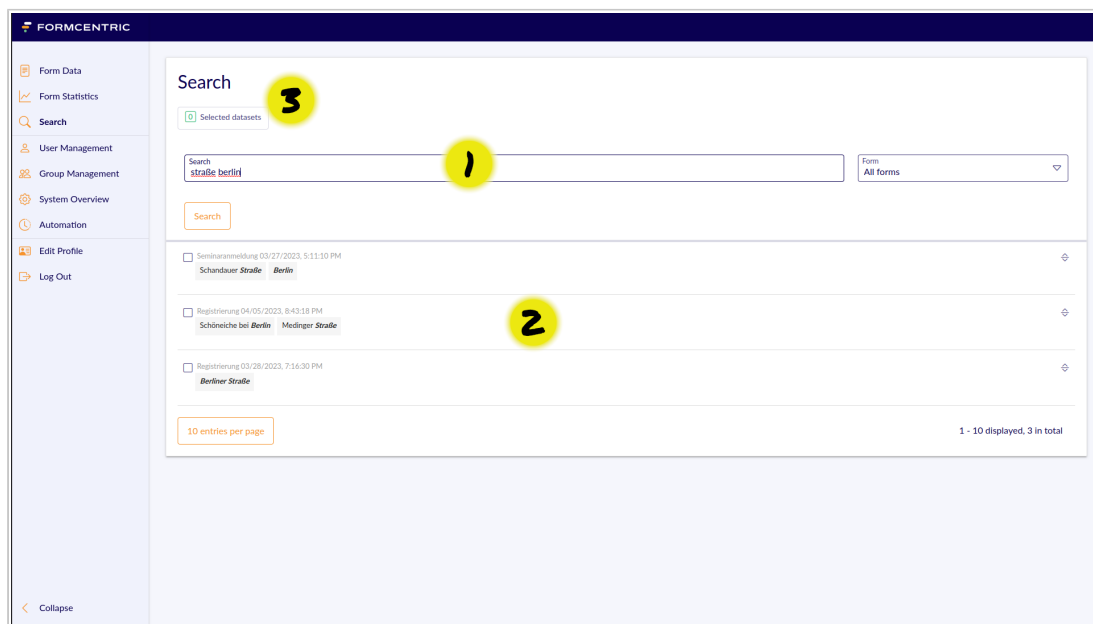 FORMCENTRIC
Form Data
Form Statistics
Search
User Management
Group Management
System Overview
Automation
Edit Profile
Log Out
Collapse
Search
3
0 Selected datasets
Search
straße berlin
1
Form
All forms
Search
Seminaranmeldung 03/27/2023, 5:11:10 PM
Schandauer Straße Berlin
Registrierung 04/05/2023, 8:43:18 PM
Schöneiche bei Berlin Medinger Straße
2
Registrierung 03/28/2023, 7:16:30 PM
Berliner Straße
10 entries per page
1 - 10 displayed, 3 in total